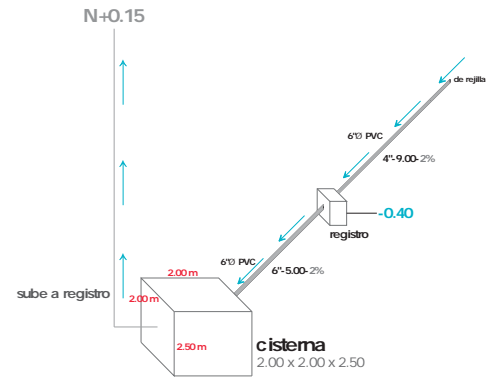 N+0.15
de rejilla
6"Ø PVC
4"-9.00-2%
-0.40
registro
6"Ø PVC
6"-5.00-2%
2.00 m
sube a registro
2.00 m
2.50 m
cisterna
2.00 x 2.00 x 2.50